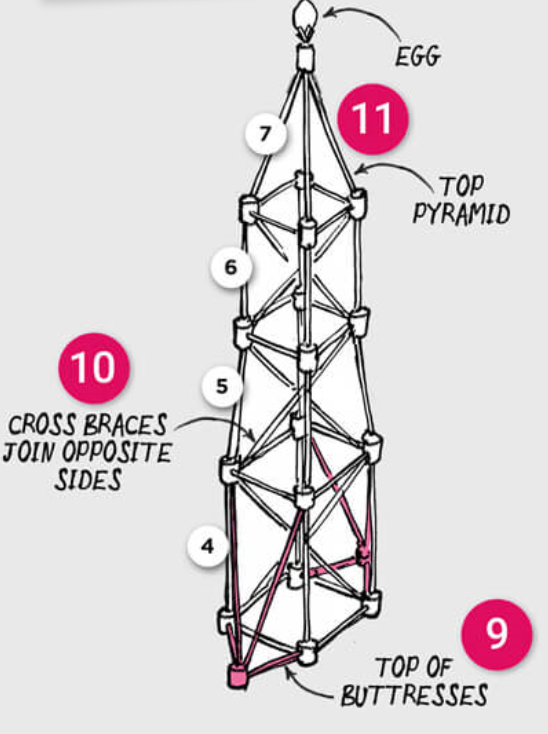 EGG
7
11
TOP
PYRAMID
6
10
5
CROSS BRACES
JOIN OPPOSITE
SIDES
4
9
TOP OF
BUTTRESSES